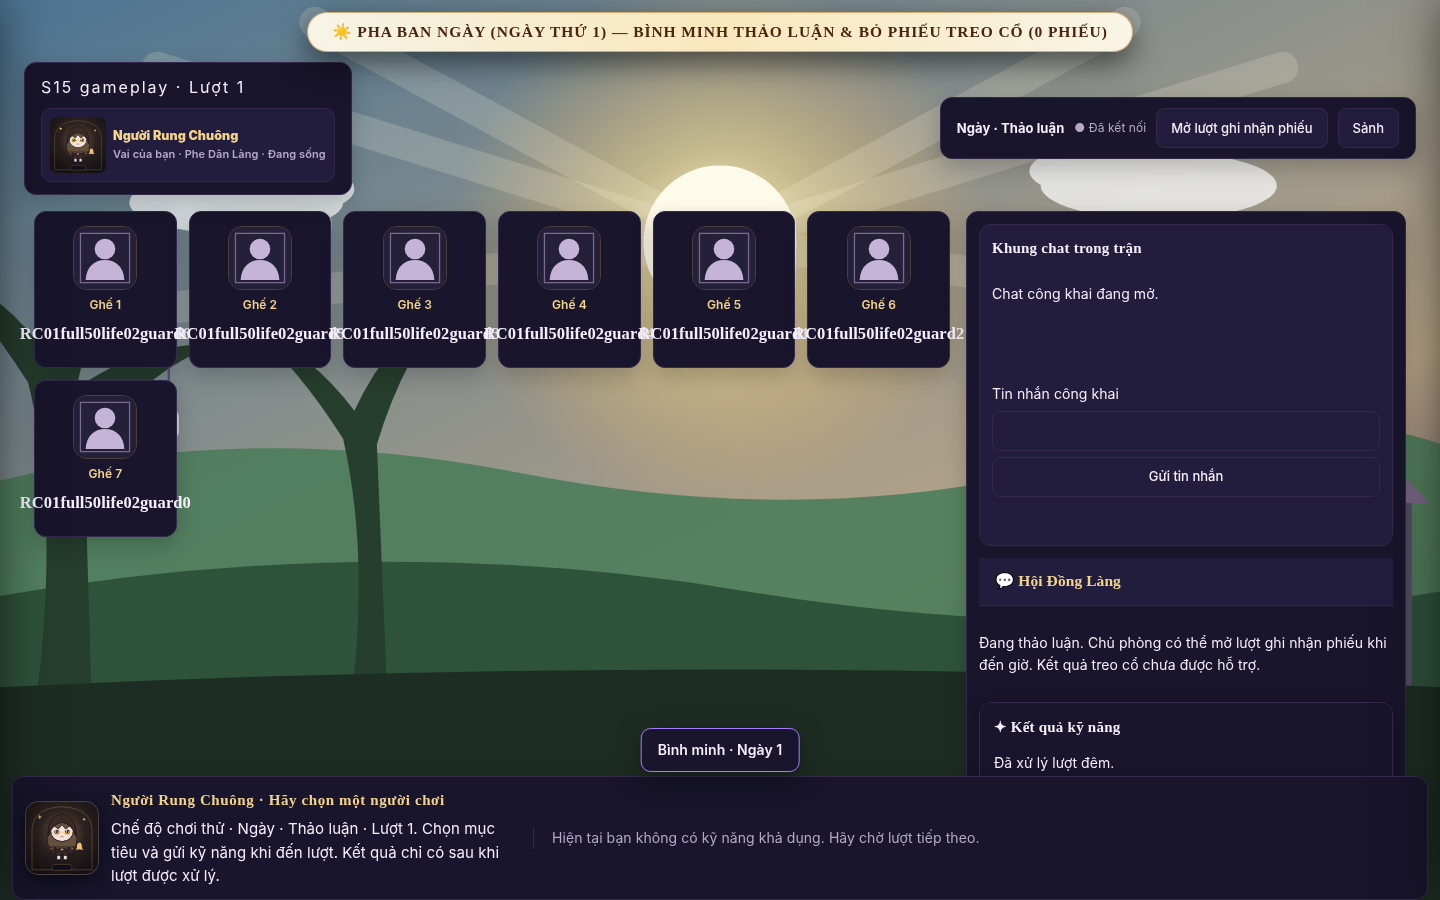 ☀️ PHA BAN NGÀY (NGÀY THỨ 1) — BÌNH MINH THẢO LUẬN & BỎ PHIẾU TREO CỔ (0 PHIẾU)
S15 gameplay · Lượt 1
Người Rung Chuông
Vai của bạn · Phe Dân Làng · Đang sống
Ngày · Thảo luận
Đã kết nối
Mở lượt ghi nhận phiếu
Sảnh
Ghế 1
Ghế 2
Ghế 3
Ghế 4
Ghế 5
Ghế 6
RC01full50life02guard
RC01full50life02guard
RC01full50life02guard
RC01full50life02guard
RC01full50life02guard
RC01full50life02guard2
Ghế 7
RC01full50life02guard0
Khung chat trong trận
Chat công khai đang mở.
Tin nhắn công khai
Gửi tin nhắn
💬 Hội Đồng Làng
Đang thảo luận. Chủ phòng có thể mở lượt ghi nhận phiếu khi
đến giờ. Kết quả treo cổ chưa được hỗ trợ.
✦ Kết quả kỹ năng
Đã xử lý lượt đêm.
Bình minh · Ngày 1
Người Rung Chuông · Hãy chọn một người chơi
Chế độ chơi thử · Ngày · Thảo luận · Lượt 1. Chọn mục
tiêu và gửi kỹ năng khi đến lượt. Kết quả chỉ có sau khi
lượt được xử lý.
Hiện tại bạn không có kỹ năng khả dụng. Hãy chờ lượt tiếp theo.